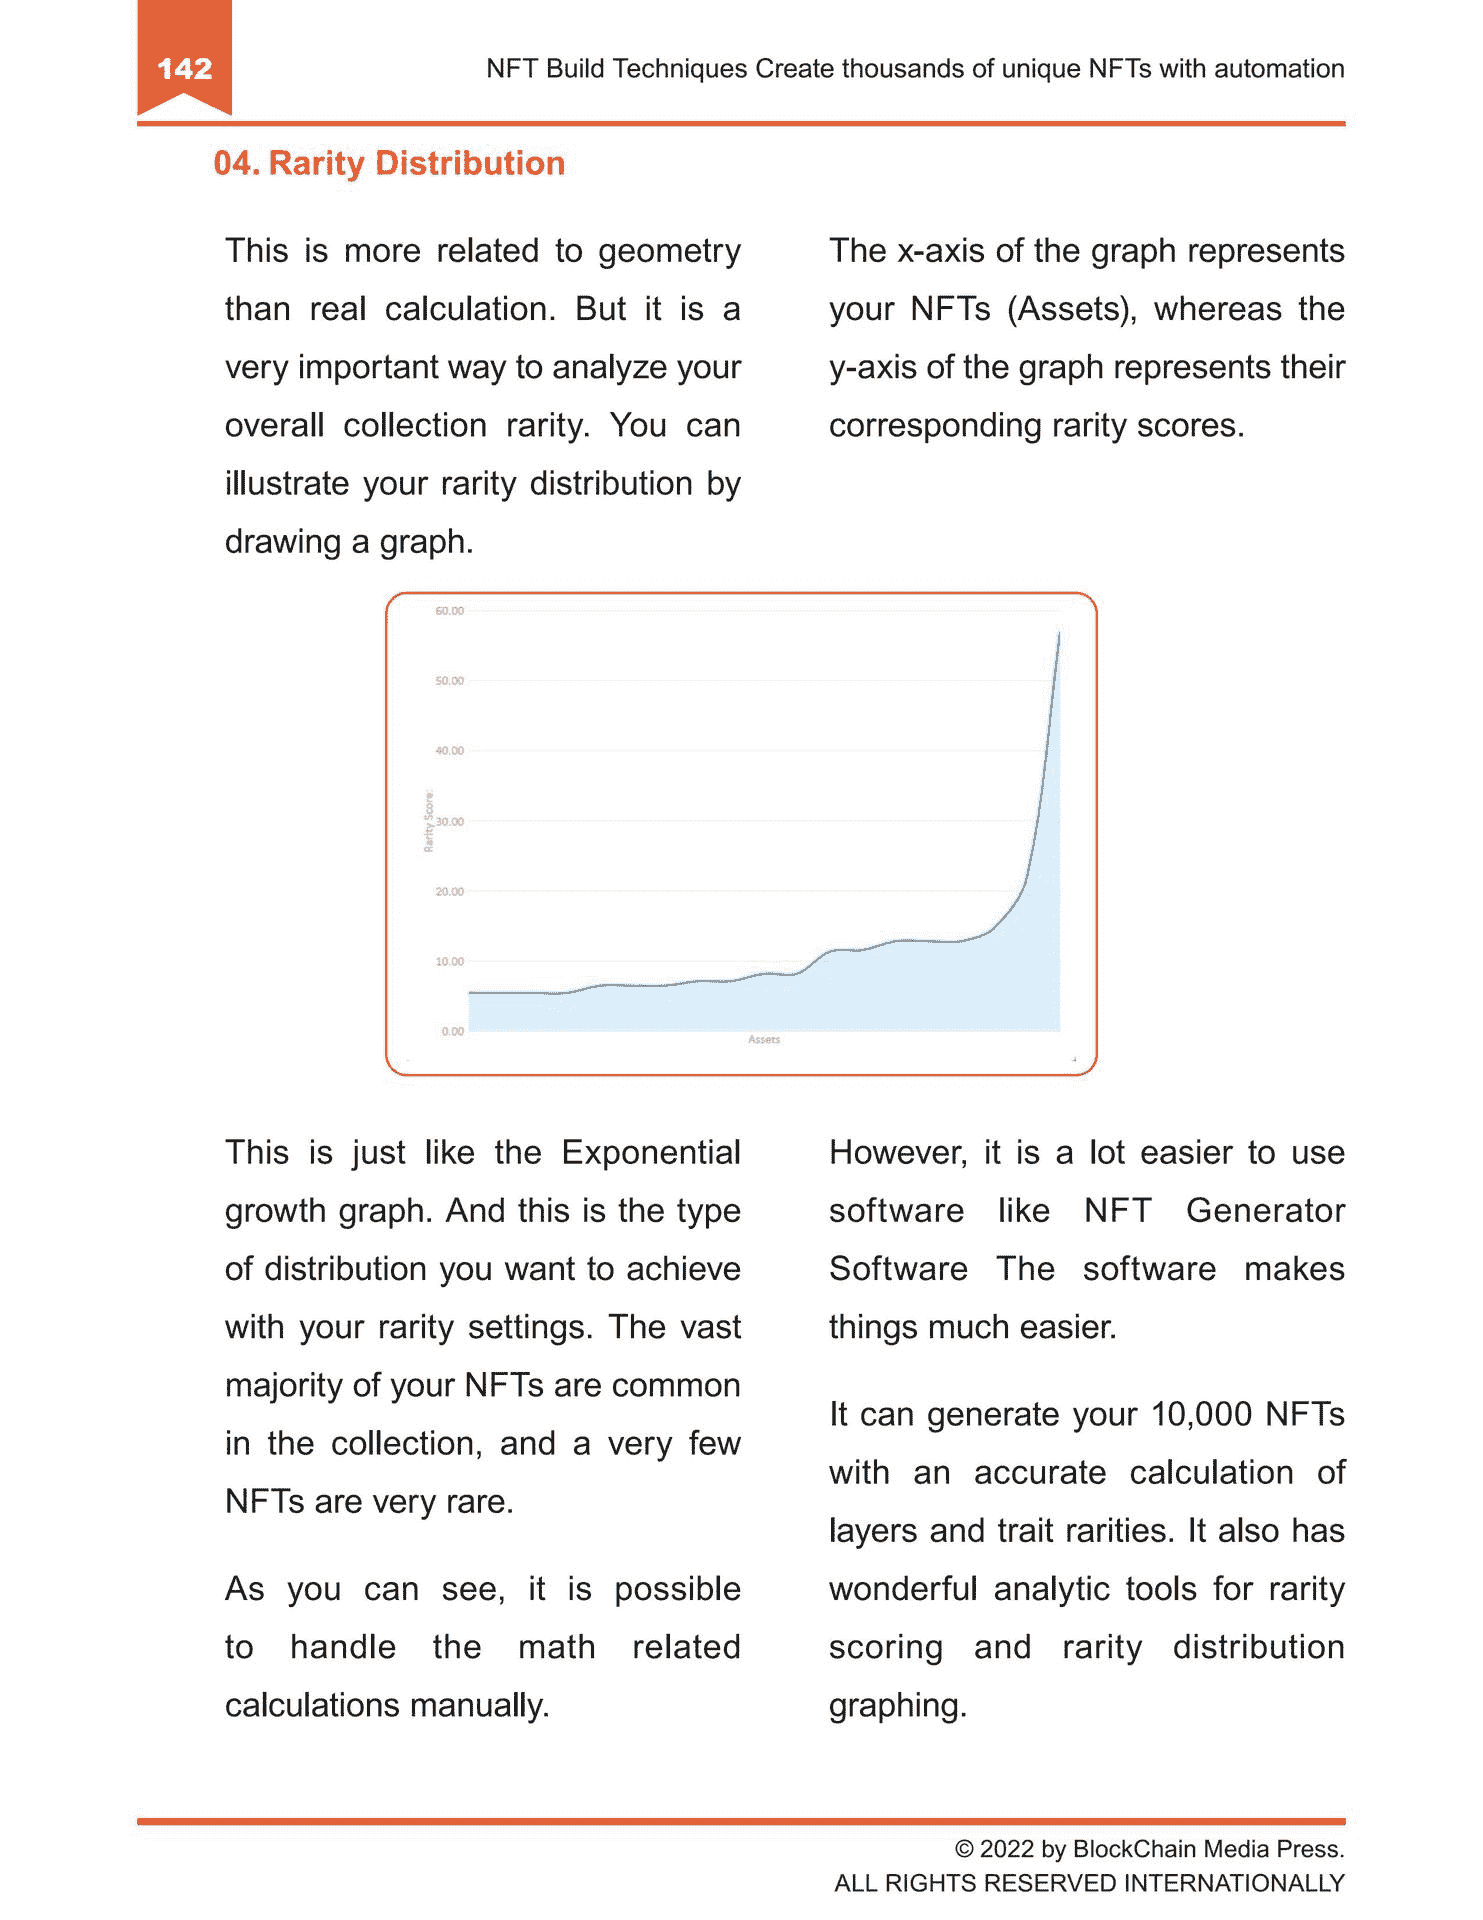 142
NFT Build Techniques Create thousands of unique NFTs with automation
04. Rarity Distribution
This is more related to geometry
than real calculation. But it is a
very important way to analyze your
overall collection rarity. You can
illustrate your rarity distribution by
drawing a graph.
The x-axis of the graph represents
your NFTs (Assets), whereas the
y-axis of the graph represents their
corresponding rarity scores.
60.00
50.00
40.00
30.00
20.00
10.00
0.00
Rarity Score:
Assets
This is just like the Exponential
growth graph. And this is the type
of distribution you want to achieve
with your rarity settings. The vast
majority of your NFTs are common
in the collection, and a very few
NFTs are very rare.
As you can see, it is possible
to handle the math related
calculations manually.
However, it is a lot easier to use
software like NFT Generator
Software The software makes
things much easier.
It can generate your 10,000 NFTs
with an accurate calculation of
layers and trait rarities. It also has
wonderful analytic tools for rarity
scoring and rarity distribution
graphing.
© 2022 by BlockChain Media Press.
ALL RIGHTS RESERVED INTERNATIONALLY